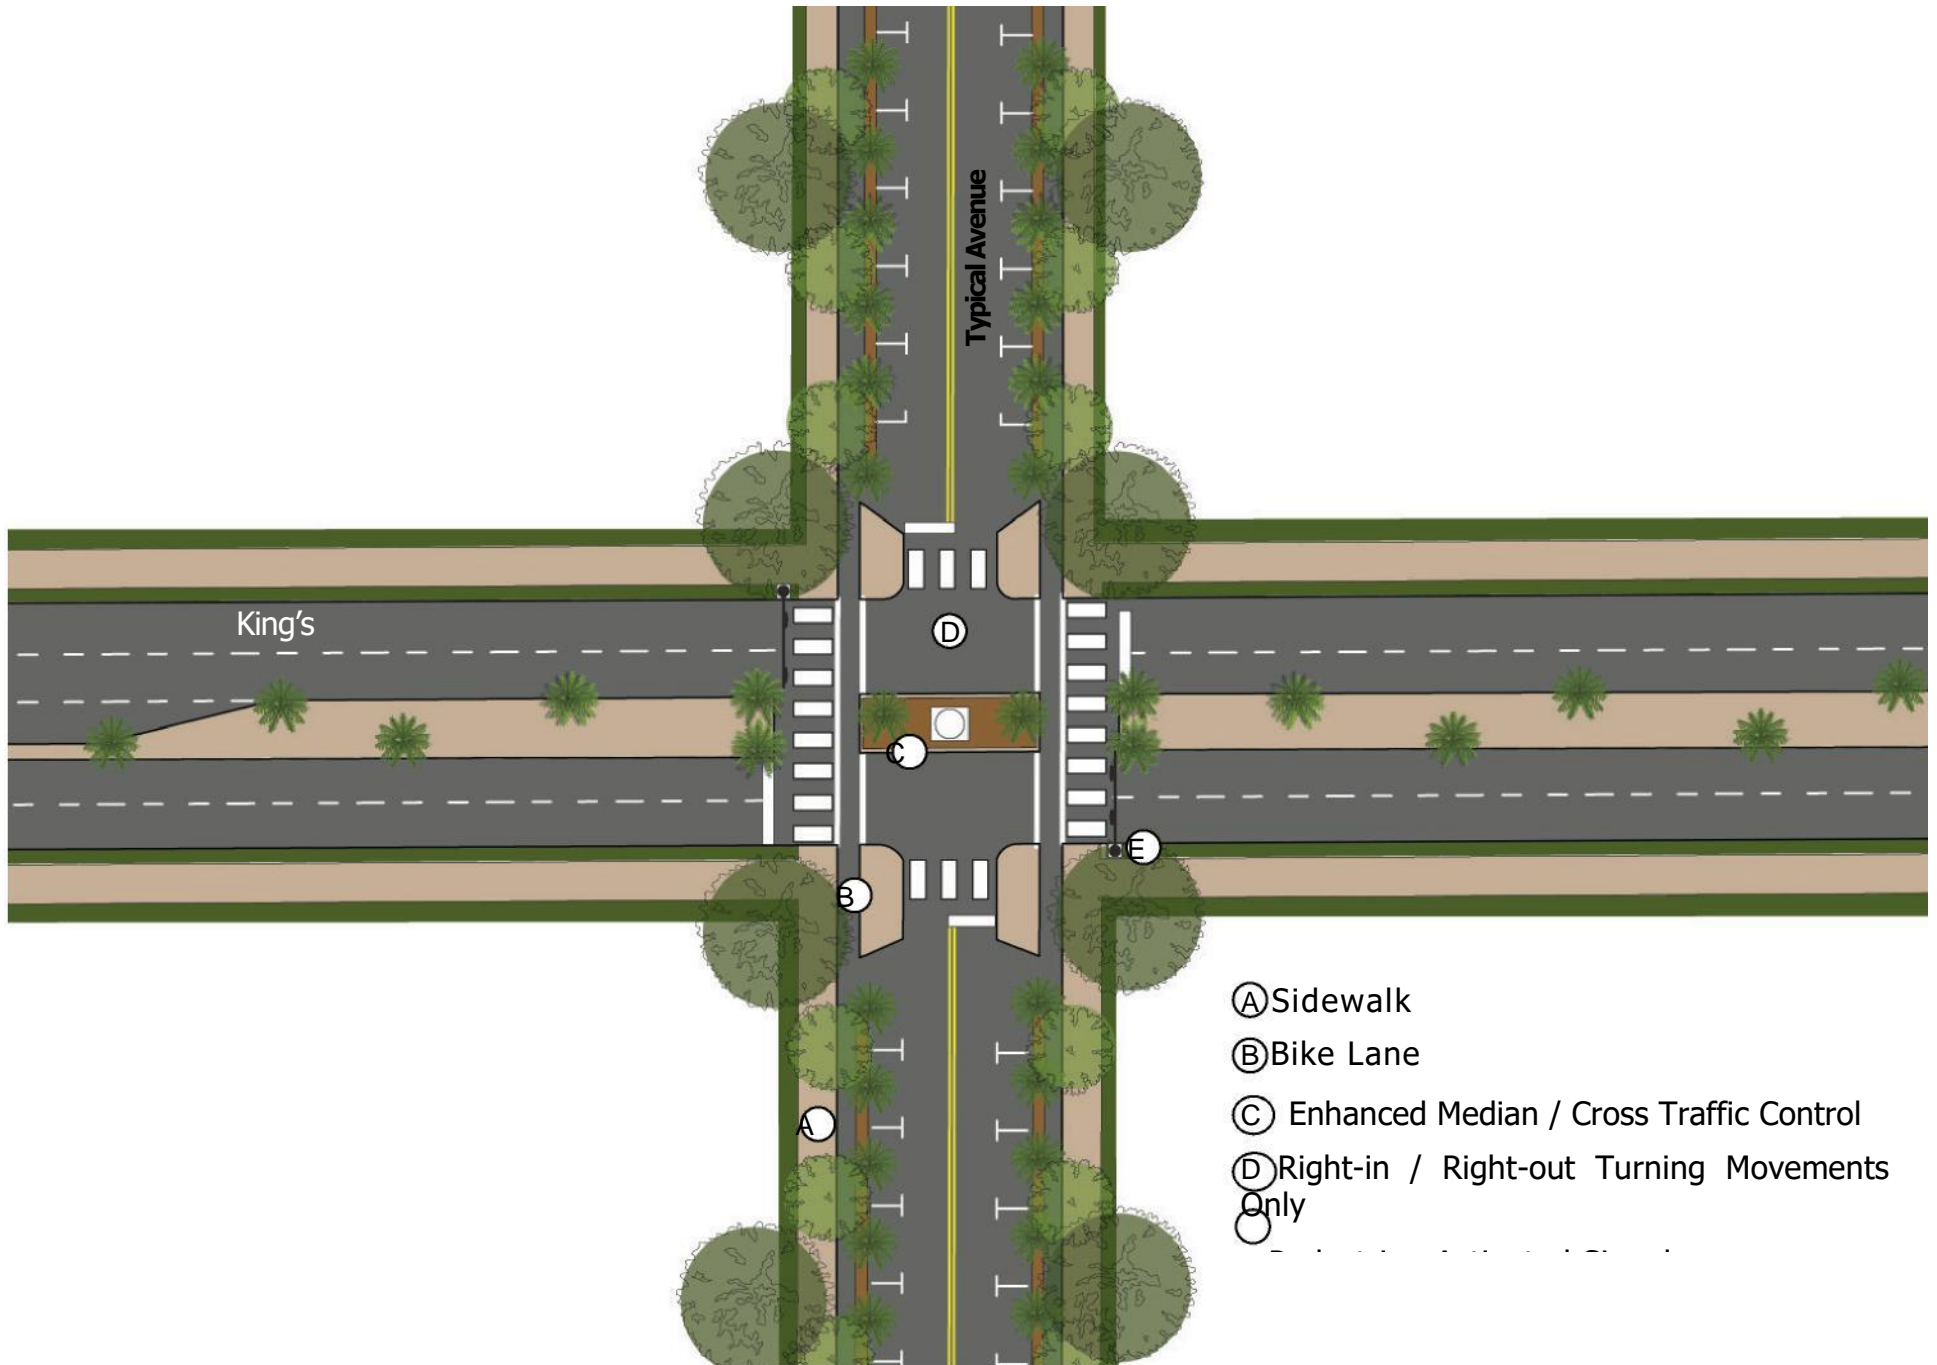 Typical Avenue
King's
D
C
E
B
A
A Sidewalk
B Bike Lane
C Enhanced Median / Cross Traffic Control
D Right-in / Right-out Turning Movements
Only